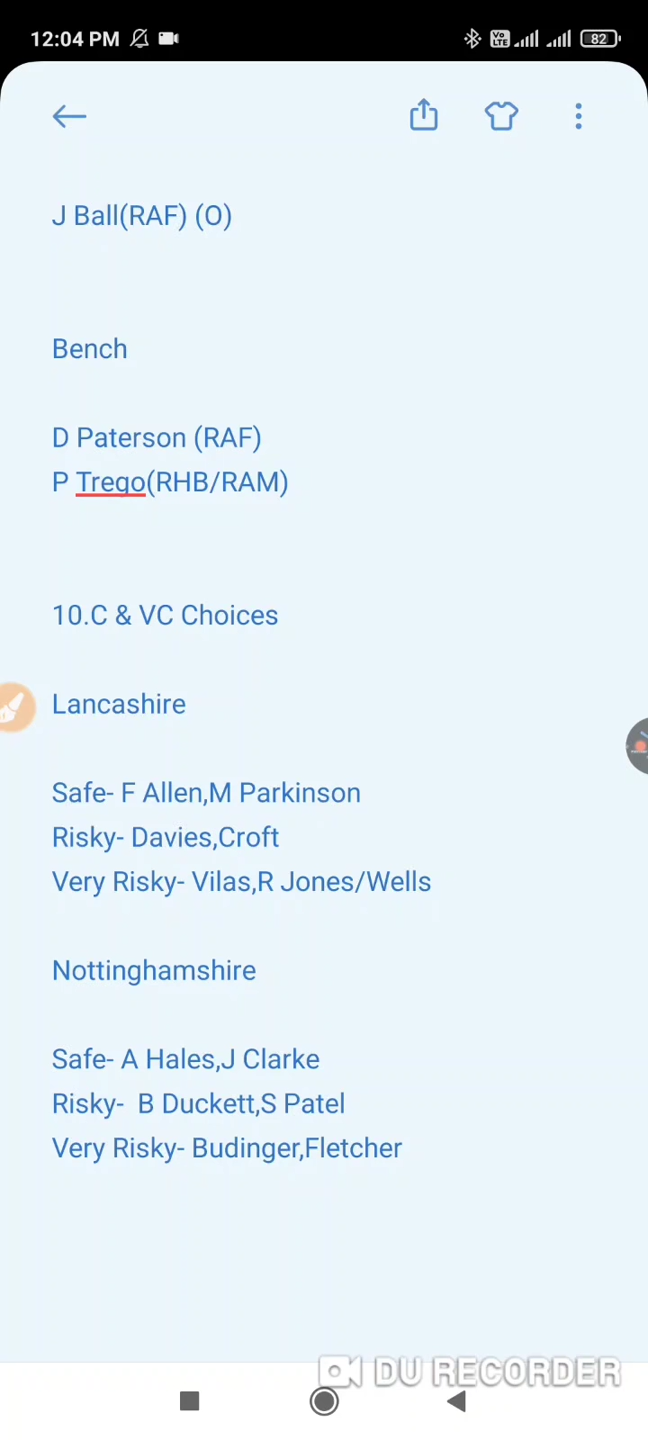 12:04 PM
Vo LTE
82
J Ball(RAF) (O)
Bench
D Paterson (RAF)
P Trego(RHB/RAM)
10.C & VC Choices
Lancashire
Safe- F Allen,M Parkinson
Risky- Davies,Croft
Very Risky- Vilas,R Jones/Wells
Nottinghamshire
Safe- A Hales,J Clarke
Risky-  B Duckett,S Patel
Very Risky- Budinger,Fletcher
DU RECORDER